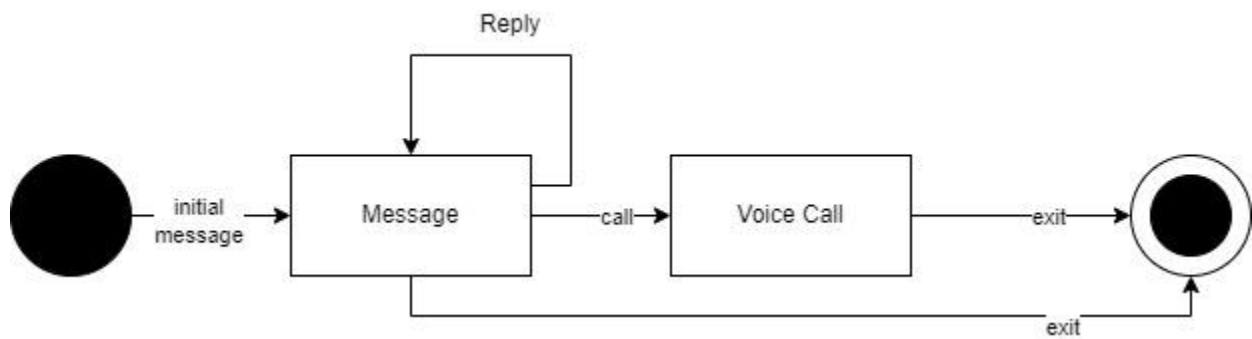 Reply
initial
message
Message
call
Voice Call
exit
exit